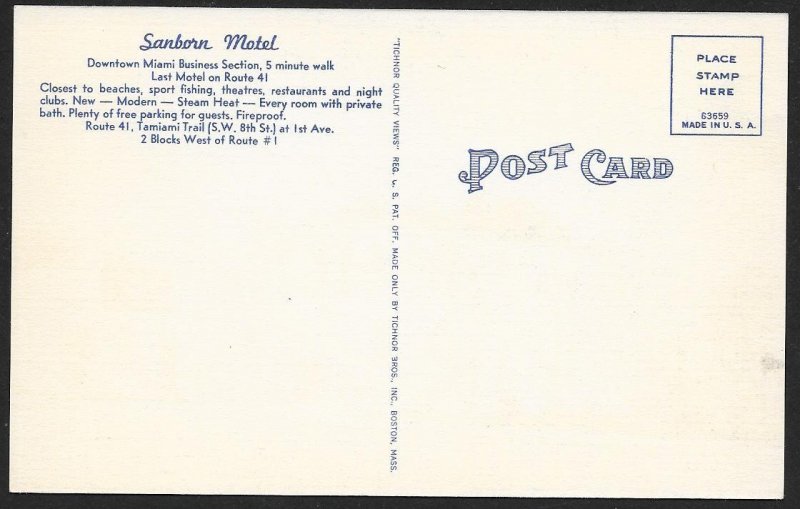 Sanborn Motel
Downtown Miami Business Section, 5 minute walk
Last Motel on Route 41
Closest to beaches, sport fishing, theatres, restaurants and night
clubs. New — Modern — Steam Heat — Every room with private
bath. Plenty of free parking for guests. Fireproof.
Route 41, Tamiami Trail (S.W. 8th St.) at 1st Ave.
2 Blocks West of Route #1
"TICHNOR QUALITY VIEWS" REG. U. S. PAT. OFF. MADE ONLY BY TICHNOR BROS., INC., BOSTON, MASS.
PLACE
STAMP
HERE
63659
MADE IN U. S. A.
POST CARD